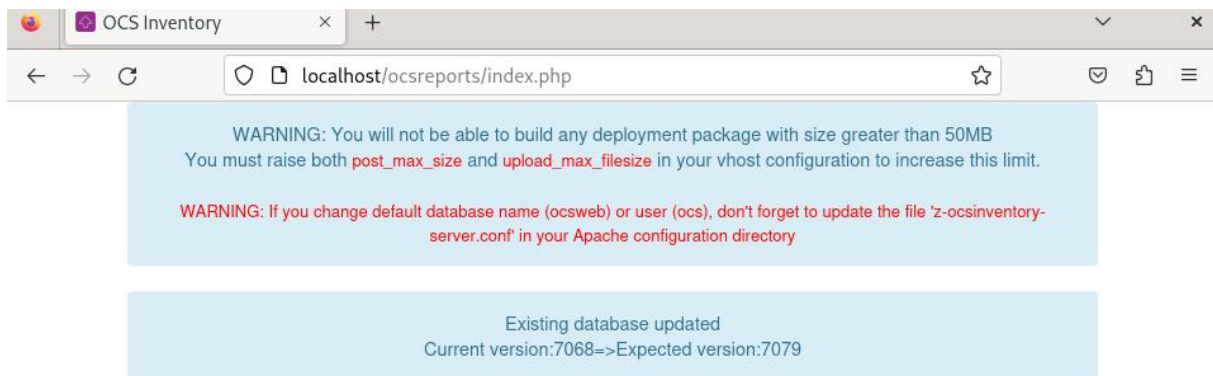 OCS Inventory
localhost/ocsreports/index.php
WARNING: You will not be able to build any deployment package with size greater than 50MB
You must raise both post_max_size and upload_max_filesize in your vhost configuration to increase this limit.
WARNING: If you change default database name (ocsweb) or user (ocs), don't forget to update the file 'z-ocsinventory-
server.conf' in your Apache configuration directory
Existing database updated
Current version:7068=>Expected version:7079